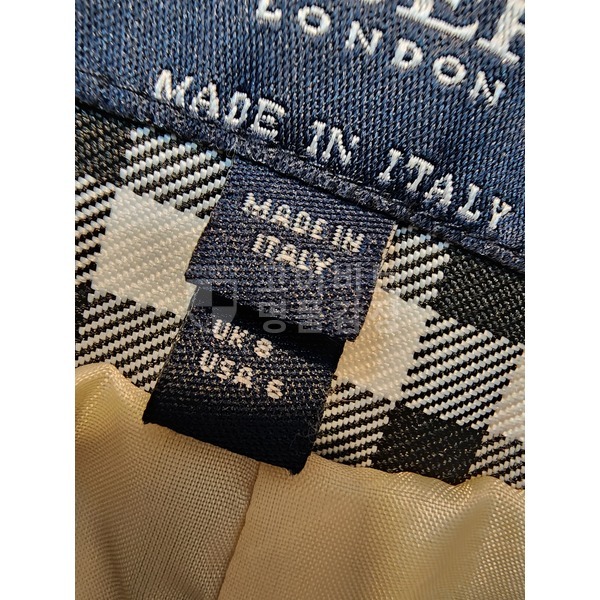 LONDON
MADE IN ITALY
MADE IN
ITALY
UK 8
USA 6